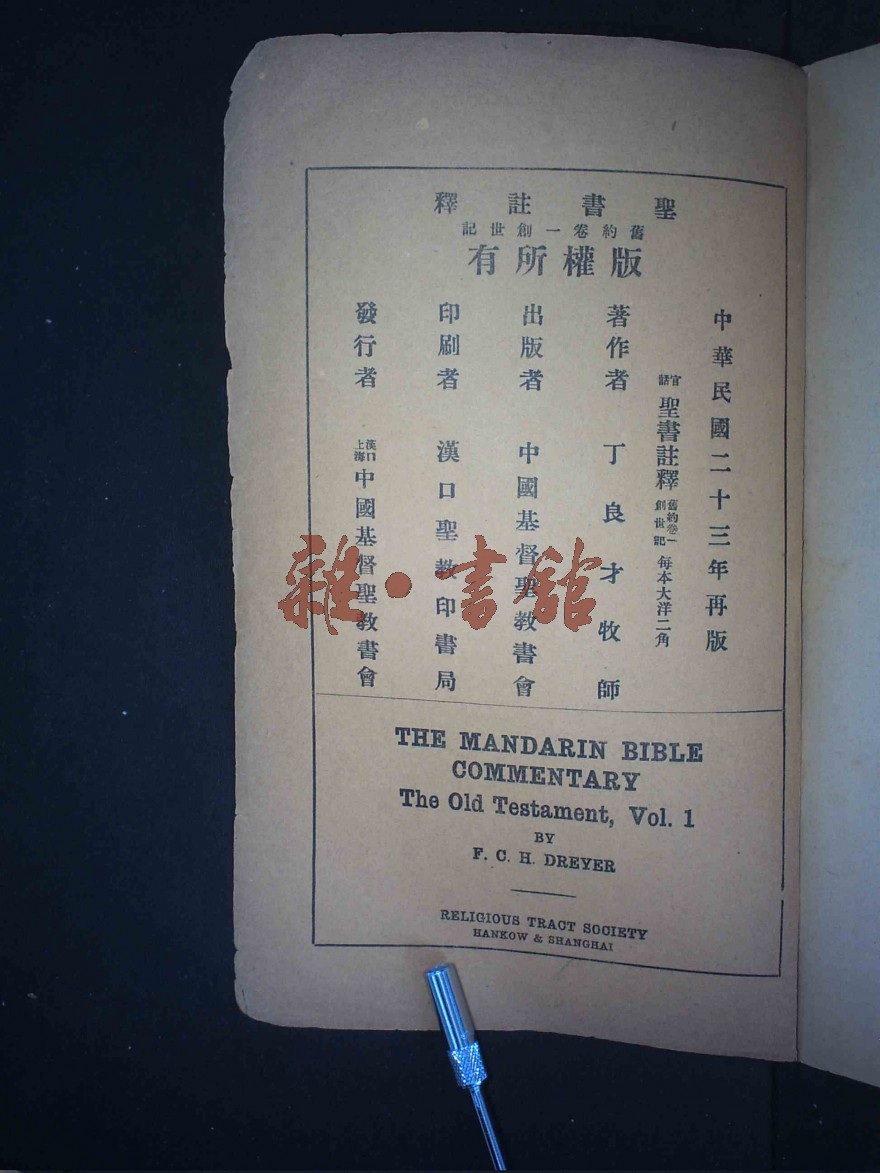 聖書註釋
舊約卷一創世記
版權所有
中華民國二十三年再版
官話聖書註釋舊約卷一創世記每本大洋二角
著作者 丁良才牧師
出版者 中國基督聖教書會
印刷者 漢口聖教印書局
發行者 漢口上海中國基督聖教書會
雜·書館
THE MANDARIN BIBLE
COMMENTARY
The Old Testament, Vol. 1
BY
F. C. H. DREYER
RELIGIOUS TRACT SOCIETY
HANKOW & SHANGHAI